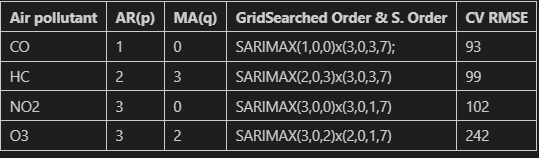 Air pollutant AR(p) MA(q) GridSearched Order & S. Order CV RMSE
CO 1 0 SARIMAX(1,0,0)x(3,0,3,7); 93
HC 2 3 SARIMAX(2,0,3)x(3,0,3,7) 99
NO2 3 0 SARIMAX(3,0,0)x(3,0,1,7) 102
O3 3 2 SARIMAX(3,0,2)x(2,0,1,7) 242